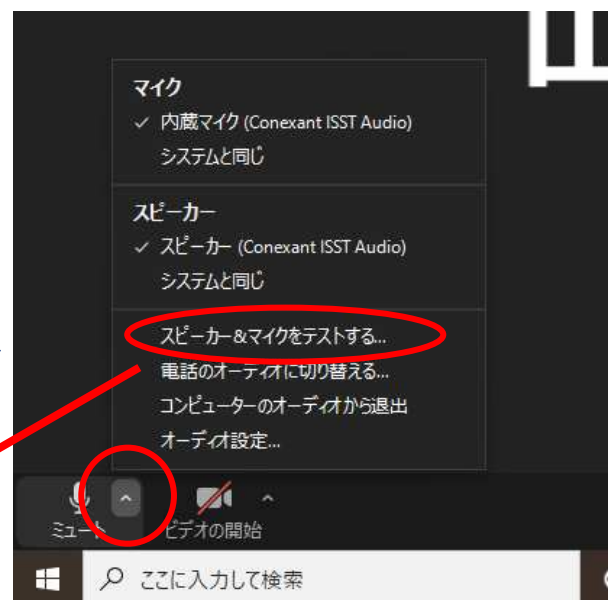 マイク
✓ 内蔵マイク (Conexant ISST Audio)
システムと同じ
スピーカー
✓ スピーカー (Conexant ISST Audio)
システムと同じ
スピーカー&マイクをテストする...
電話のオーディオに切り替える...
コンピューターのオーディオから退出
オーディオ設定...
ミュート
ビデオの開始
ここに入力して検索